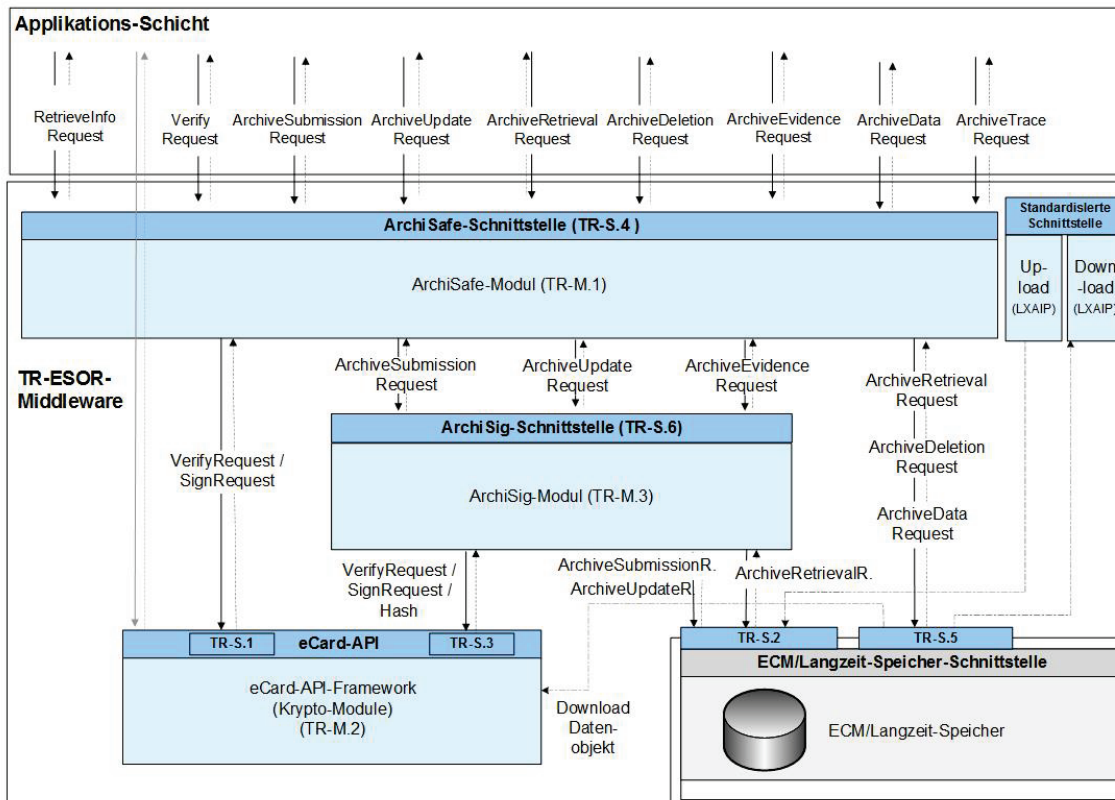 Applikations-Schicht
RetrieveInfo
Request
Verify
Request
ArchiveSubmission
Request
ArchiveUpdate
Request
ArchiveRetrieval
Request
ArchiveDeletion
Request
ArchiveEvidence
Request
ArchiveData
Request
ArchiveTrace
Request
ArchiSafe-Schnittstelle (TR-S.4 )
ArchiSafe-Modul (TR-M.1)
Standardisierte
Schnittstelle
Up-
load
(LXAIP)
Down
-load
(LXAIP)
TR-ESOR-
Middleware
ArchiveSubmission
Request
ArchiveUpdate
Request
ArchiveEvidence
Request
ArchiveRetrieval
Request
ArchiveDeletion
Request
ArchiveData
Request
VerifyRequest /
SignRequest
ArchiSig-Schnittstelle (TR-S.6)
ArchiSig-Modul (TR-M.3)
VerifyRequest /
SignRequest /
Hash
ArchiveSubmissionR.
ArchiveUpdateR.
ArchiveRetrievalR.
TR-S.1
eCard-API
TR-S.3
eCard-API-Framework
(Krypto-Module)
(TR-M.2)
Download
Daten-
objekt
TR-S.2
TR-S.5
ECM/Langzeit-Speicher-Schnittstelle
ECM/Langzeit-Speicher